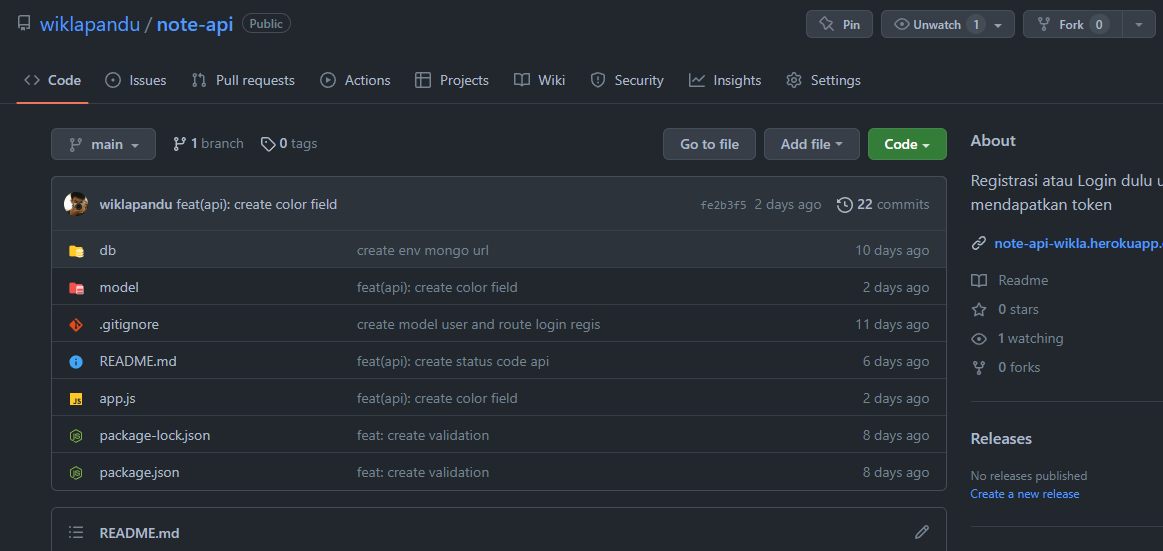 wiklapandu / note-api Public
Pin
Unwatch 1
Fork 0
Code
Issues
Pull requests
Actions
Projects
Wiki
Security
Insights
Settings
main
1 branch
0 tags
Go to file
Add file
Code
wiklapandu feat(api): create color field
fe2b3f5 2 days ago
22 commits
db create env mongo url 10 days ago
model feat(api): create color field 2 days ago
.gitignore create model user and route login regis 11 days ago
README.md feat(api): create status code api 6 days ago
app.js feat(api): create color field 2 days ago
package-lock.json feat: create validation 8 days ago
package.json feat: create validation 8 days ago
README.md
About
Registrasi atau Login dulu
mendapatkan token
note-api-wikla.herokuapp.
Readme
0 stars
1 watching
0 forks
Releases
No releases published
Create a new release